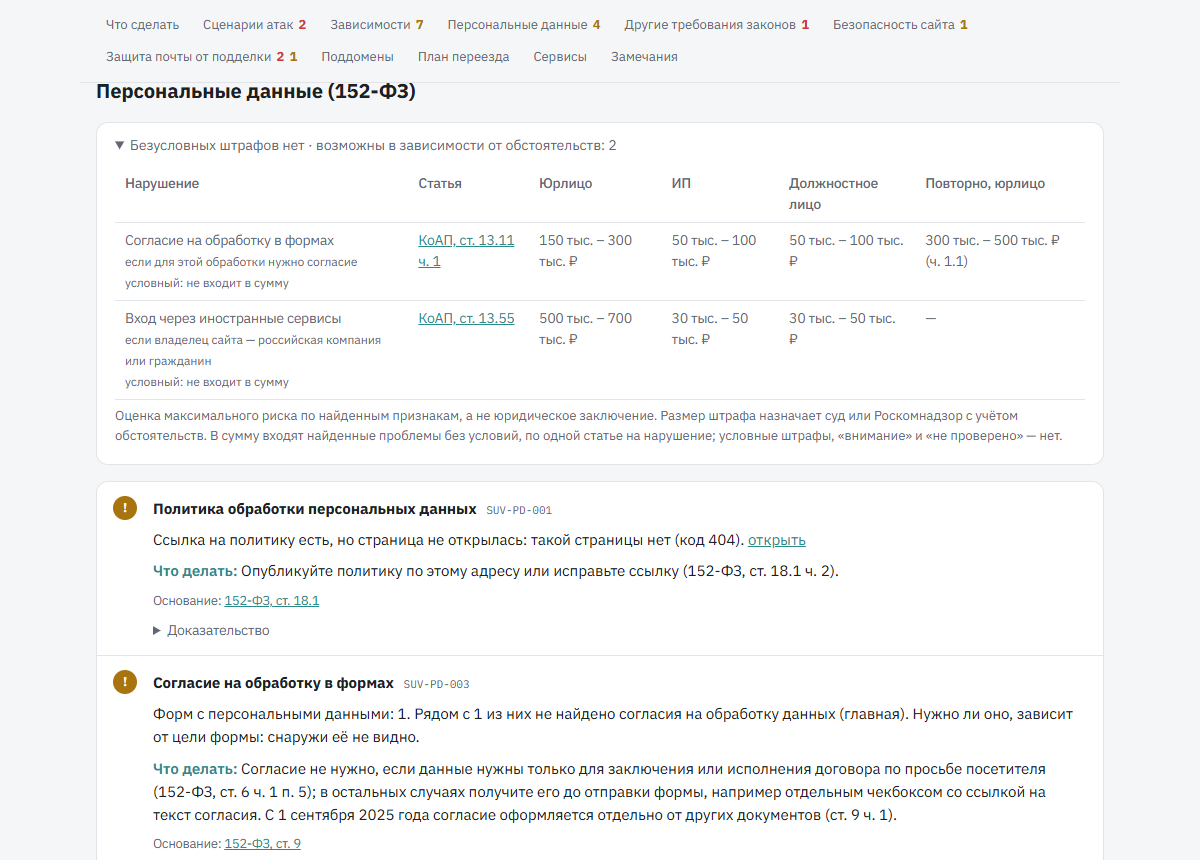 Что сделать Сценарии атак 2 Зависимости 7 Персональные данные 4 Другие требования законов 1 Безопасность сайта 1
Защита почты от подделки 2 1 Поддомены План переезда Сервисы Замечания
Персональные данные (152-ФЗ)
▼ Безусловных штрафов нет · возможны в зависимости от обстоятельств: 2
Нарушение Статья Юрлицо ИП Должностное лицо Повторно, юрлицо
Согласие на обработку в формах
если для этой обработки нужно согласие
условный: не входит в сумму
КоАП, ст. 13.11
ч. 1
150 тыс. – 300
тыс. ₽
50 тыс. – 100
тыс. ₽
50 тыс. – 100 тыс.
₽
300 тыс. – 500 тыс. ₽
(ч. 1.1)
Вход через иностранные сервисы
если владелец сайта — российская компания
или гражданин
условный: не входит в сумму
КоАП, ст. 13.55
500 тыс. – 700
тыс. ₽
30 тыс. – 50
тыс. ₽
30 тыс. – 50 тыс.
₽
—
Оценка максимального риска по найденным признакам, а не юридическое заключение. Размер штрафа назначает суд или Роскомнадзор с учётом
обстоятельств. В сумму входят найденные проблемы без условий, по одной статье на нарушение; условные штрафы, «внимание» и «не проверено» — нет.
! Политика обработки персональных данных SUV-PD-001
Ссылка на политику есть, но страница не открылась: такой страницы нет (код 404). открыть
Что делать: Опубликуйте политику по этому адресу или исправьте ссылку (152-ФЗ, ст. 18.1 ч. 2).
Основание: 152-ФЗ, ст. 18.1
▶ Доказательство
! Согласие на обработку в формах SUV-PD-003
Форм с персональными данными: 1. Рядом с 1 из них не найдено согласия на обработку данных (главная). Нужно ли оно, зависит
от цели формы: снаружи её не видно.
Что делать: Согласие не нужно, если данные нужны только для заключения или исполнения договора по просьбе посетителя
(152-ФЗ, ст. 6 ч. 1 п. 5); в остальных случаях получите его до отправки формы, например отдельным чекбоксом со ссылкой на
текст согласия. С 1 сентября 2025 года согласие оформляется отдельно от других документов (ст. 9 ч. 1).
Основание: 152-ФЗ, ст. 9